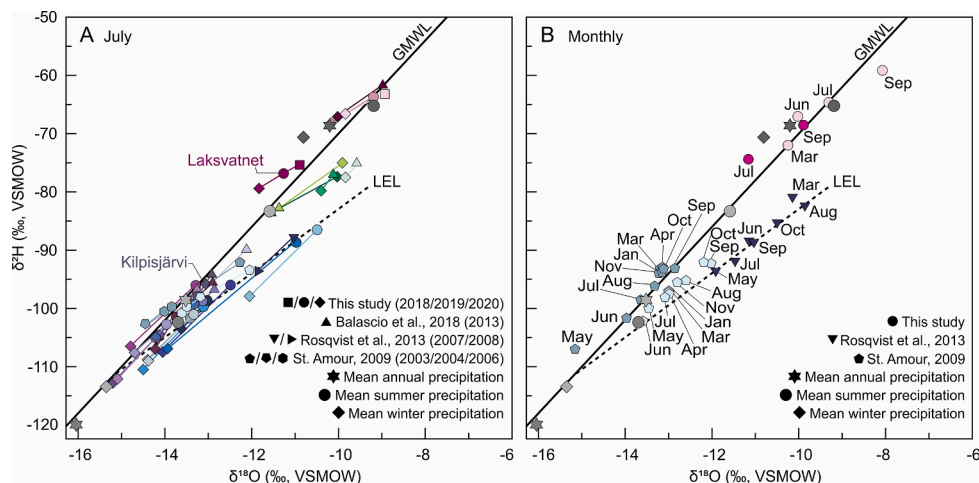 A July
GMWL
-50
-60
-70
-80
-90
-100
-110
-120
δ²H (‰, VSMOW)
Laksvatnet
LEL
Kilpisjärvi
■/●/◆ This study (2018/2019/2020)
▲ Balascio et al., 2018 (2013)
▼/▶ Rosqvist et al., 2013 (2007/2008)
St. Amour, 2009 (2003/2004/2006)
Mean annual precipitation
Mean summer precipitation
Mean winter precipitation
-16 -14 -12 -10 -8 -6
δ¹⁸O (‰, VSMOW)
B Monthly
GMWL
Sep
Jul
Jun
Sep
Mar
Jul
LEL
Mar
Aug
Sep
Oct
Apr
Mar
Jan
Nov
Aug
Jul
Jun
May
Oct
Sep
Jun
Oct
Sep
Jul
May
Aug
Nov
Jan
Mar
Apr
Jul
May
Jun
This study
Rosqvist et al., 2013
St. Amour, 2009
Mean annual precipitation
Mean summer precipitation
Mean winter precipitation
-16 -14 -12 -10 -8 -6
δ¹⁸O (‰, VSMOW)